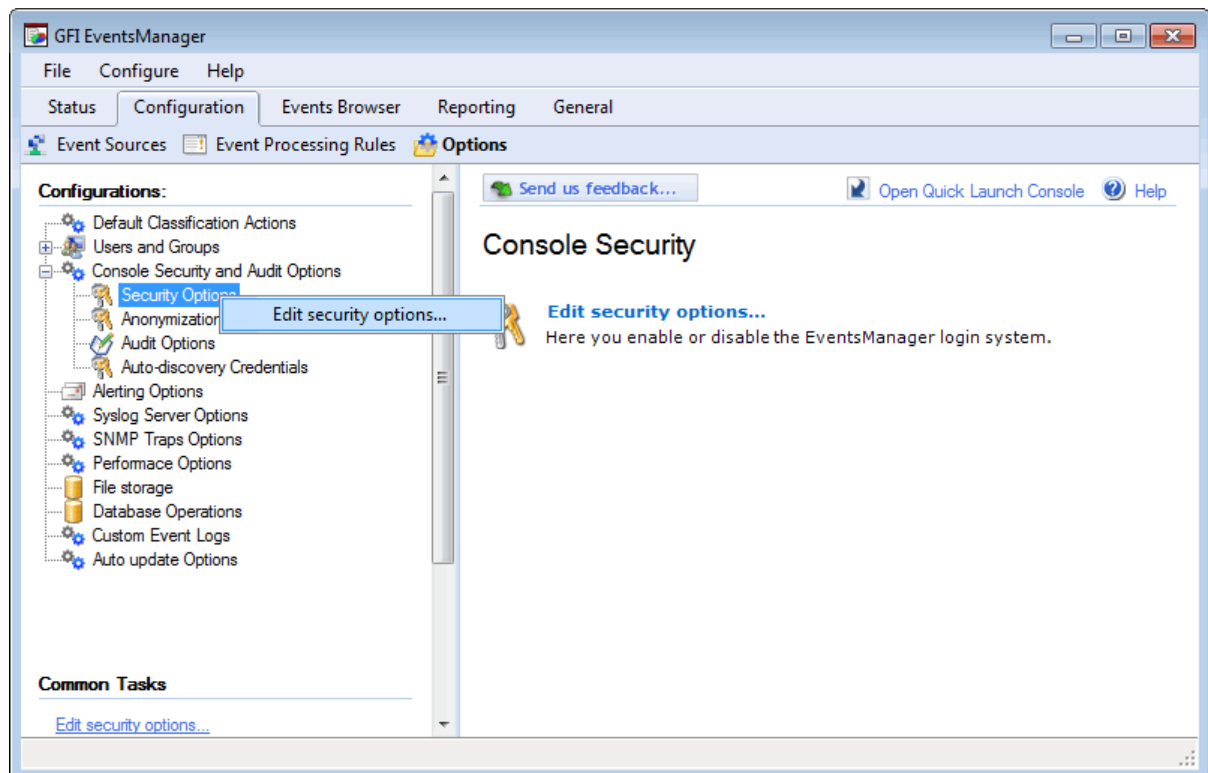 GFI EventsManager
File Configure Help
Status Configuration Events Browser Reporting General
Event Sources Event Processing Rules Options
Configurations:
Default Classification Actions
Users and Groups
Console Security and Audit Options
Security Options
Edit security options...
Anonymization
Audit Options
Auto-discovery Credentials
Alerting Options
Syslog Server Options
SNMP Traps Options
Perfomace Options
File storage
Database Operations
Custom Event Logs
Auto update Options
Common Tasks
Edit security options...
Send us feedback...
Open Quick Launch Console Help
Console Security
Edit security options...
Here you enable or disable the EventsManager login system.